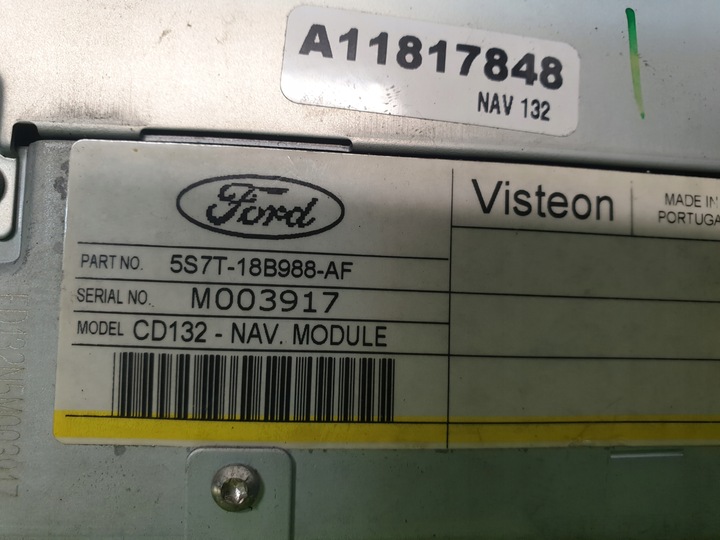 A11817848
NAV 132
Ford
Visteon
MADE IN
PORTUGA
PART NO. 5S7T-18B988-AF
SERIAL NO. M003917
MODEL CD132 - NAV. MODULE